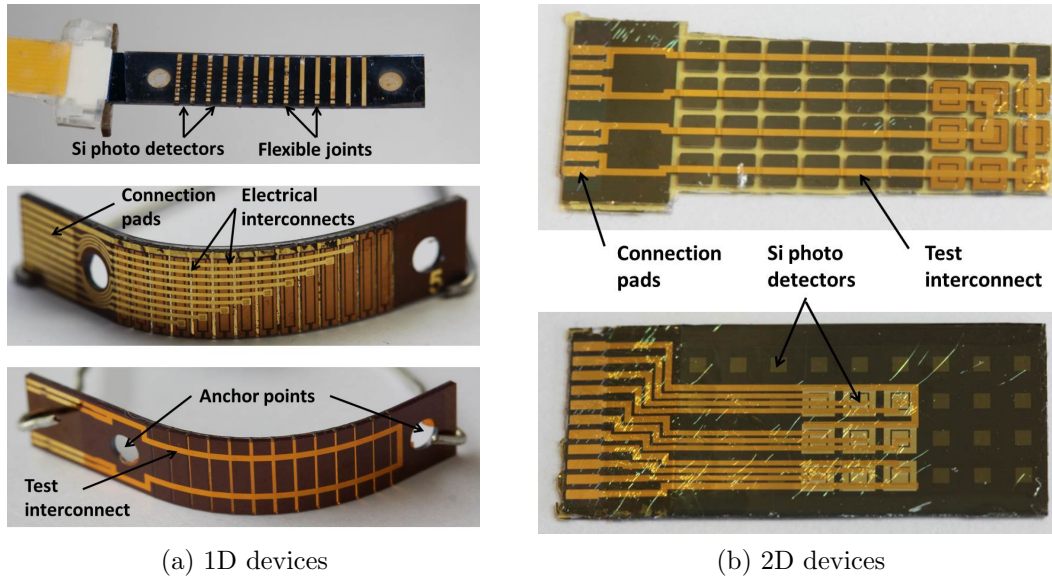 Si photo detectors
Flexible joints
Connection
pads
Electrical
interconnects
5
Anchor points
Test
interconnect
(a) 1D devices
Connection
pads
Si photo
detectors
Test
interconnect
(b) 2D devices